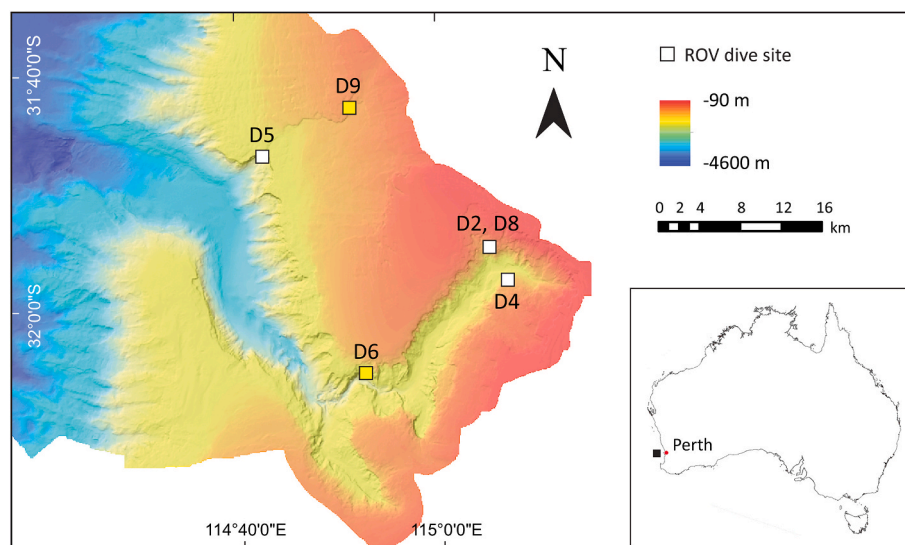 31°40'0"S
32°0'0"S
D9
D5
D2, D8
D4
D6
N
ROV dive site
-90 m
-4600 m
0 2 4 8 12 16
km
Perth
114°40'0"E
115°0'0"E